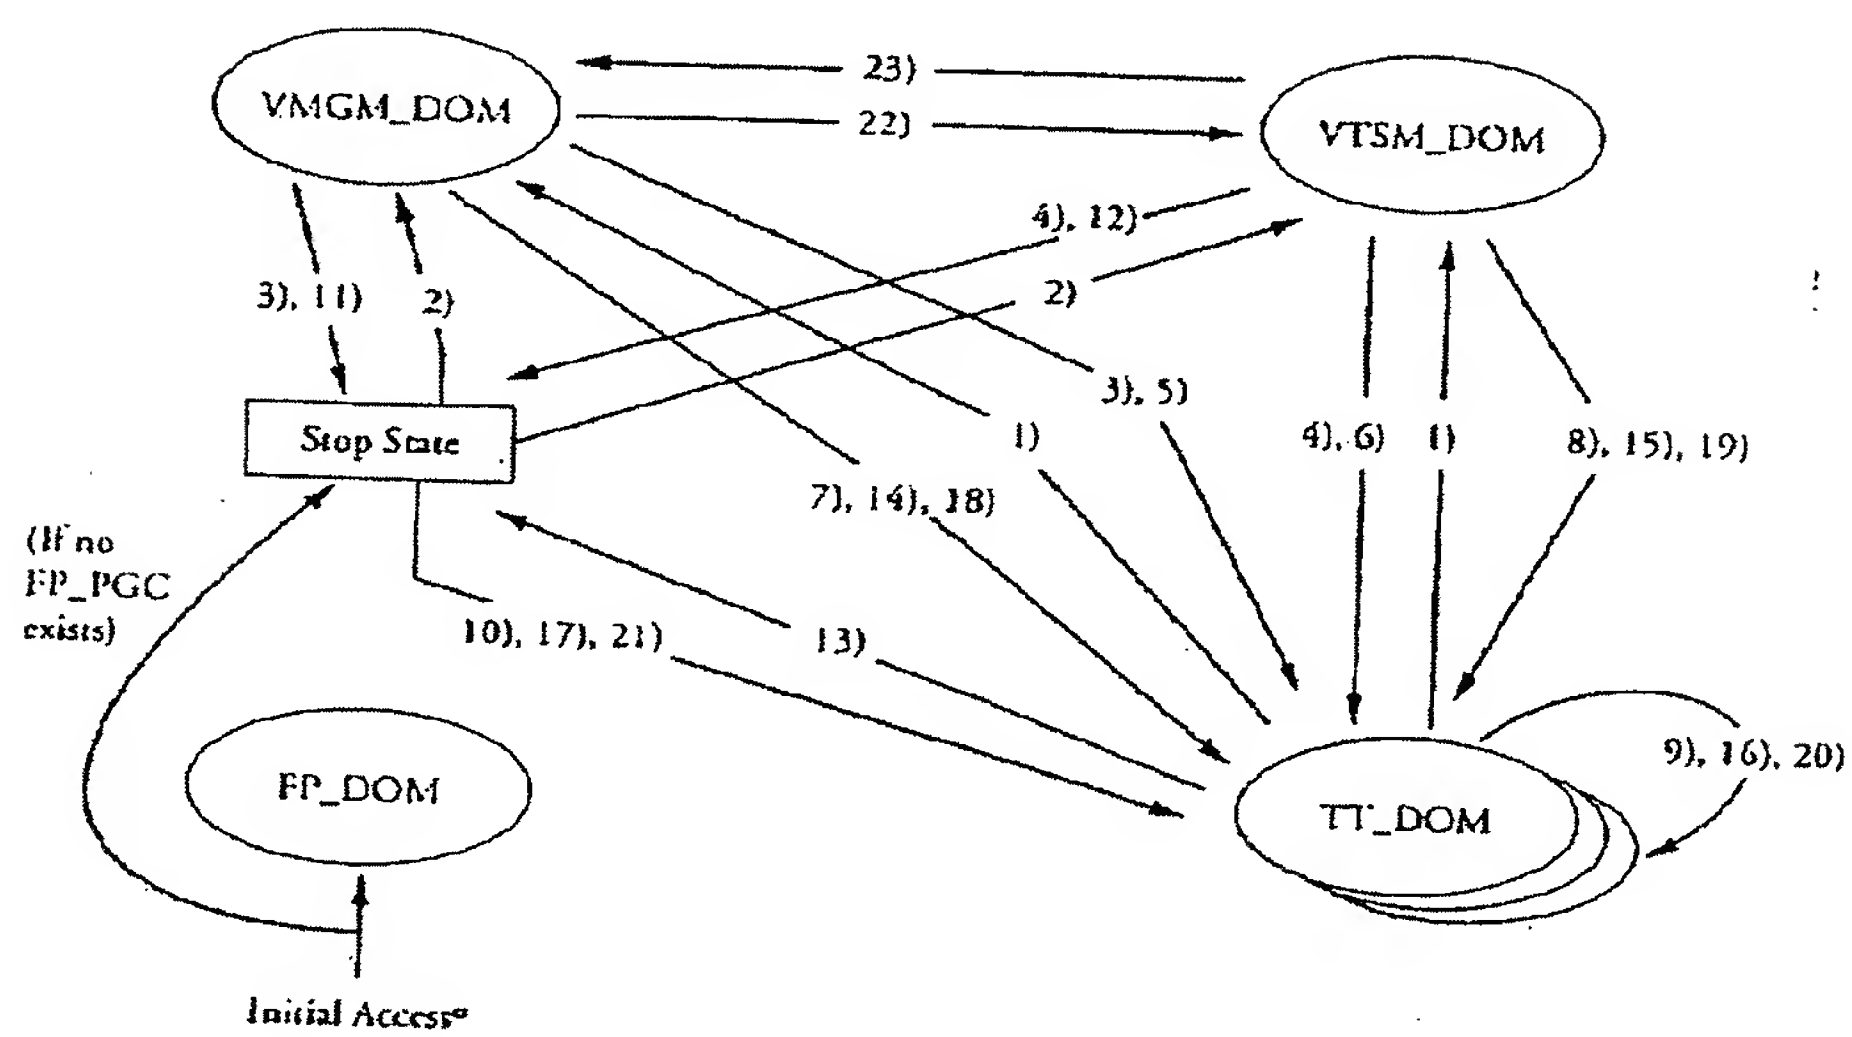 23)
VMGM_DOM
22)
VTSM_DOM
4), 12)
3), 11)
2)
2)
3), 5)
Stop State
1)
4), 6)
1)
8), 15), 19)
7), 14), 18)
(If no
FP_PGC
exists)
10), 17), 21)
13)
9), 16), 20)
FP_DOM
TT_DOM
Initial Access